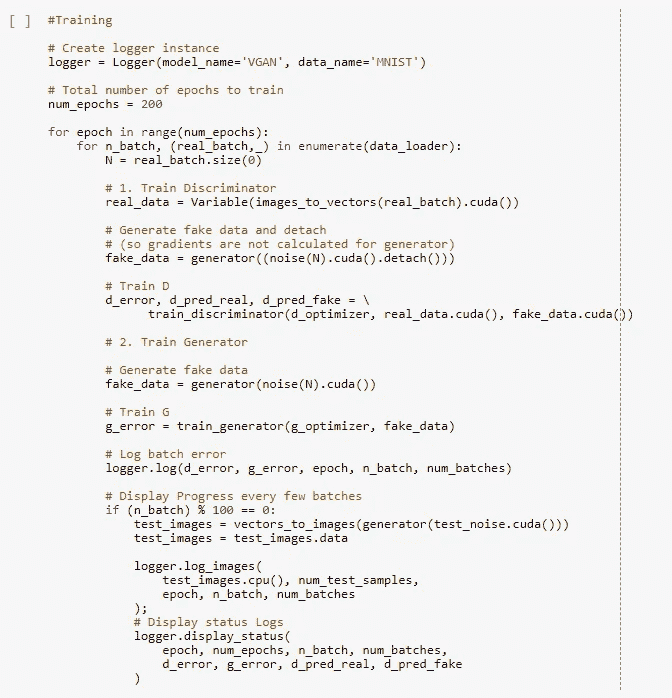 [ ] #Training
# Create logger instance
logger = Logger(model_name='VGAN', data_name='MNIST')
# Total number of epochs to train
num_epochs = 200
for epoch in range(num_epochs):
    for n_batch, (real_batch,_) in enumerate(data_loader):
        N = real_batch.size(0)
        # 1. Train Discriminator
        real_data = Variable(images_to_vectors(real_batch).cuda())
        # Generate fake data and detach
        # (so gradients are not calculated for generator)
        fake_data = generator((noise(N).cuda().detach()))
        # Train D
        d_error, d_pred_real, d_pred_fake = \
              train_discriminator(d_optimizer, real_data.cuda(), fake_data.cuda())
        # 2. Train Generator
        # Generate fake data
        fake_data = generator(noise(N).cuda())
        # Train G
        g_error = train_generator(g_optimizer, fake_data)
        # Log batch error
        logger.log(d_error, g_error, epoch, n_batch, num_batches)
        # Display Progress every few batches
        if (n_batch) % 100 == 0:
            test_images = vectors_to_images(generator(test_noise.cuda()))
            test_images = test_images.data
            logger.log_images(
                test_images.cpu(), num_test_samples,
                epoch, n_batch, num_batches
            );
            # Display status Logs
            logger.display_status(
                epoch, num_epochs, n_batch, num_batches,
                d_error, g_error, d_pred_real, d_pred_fake
            )